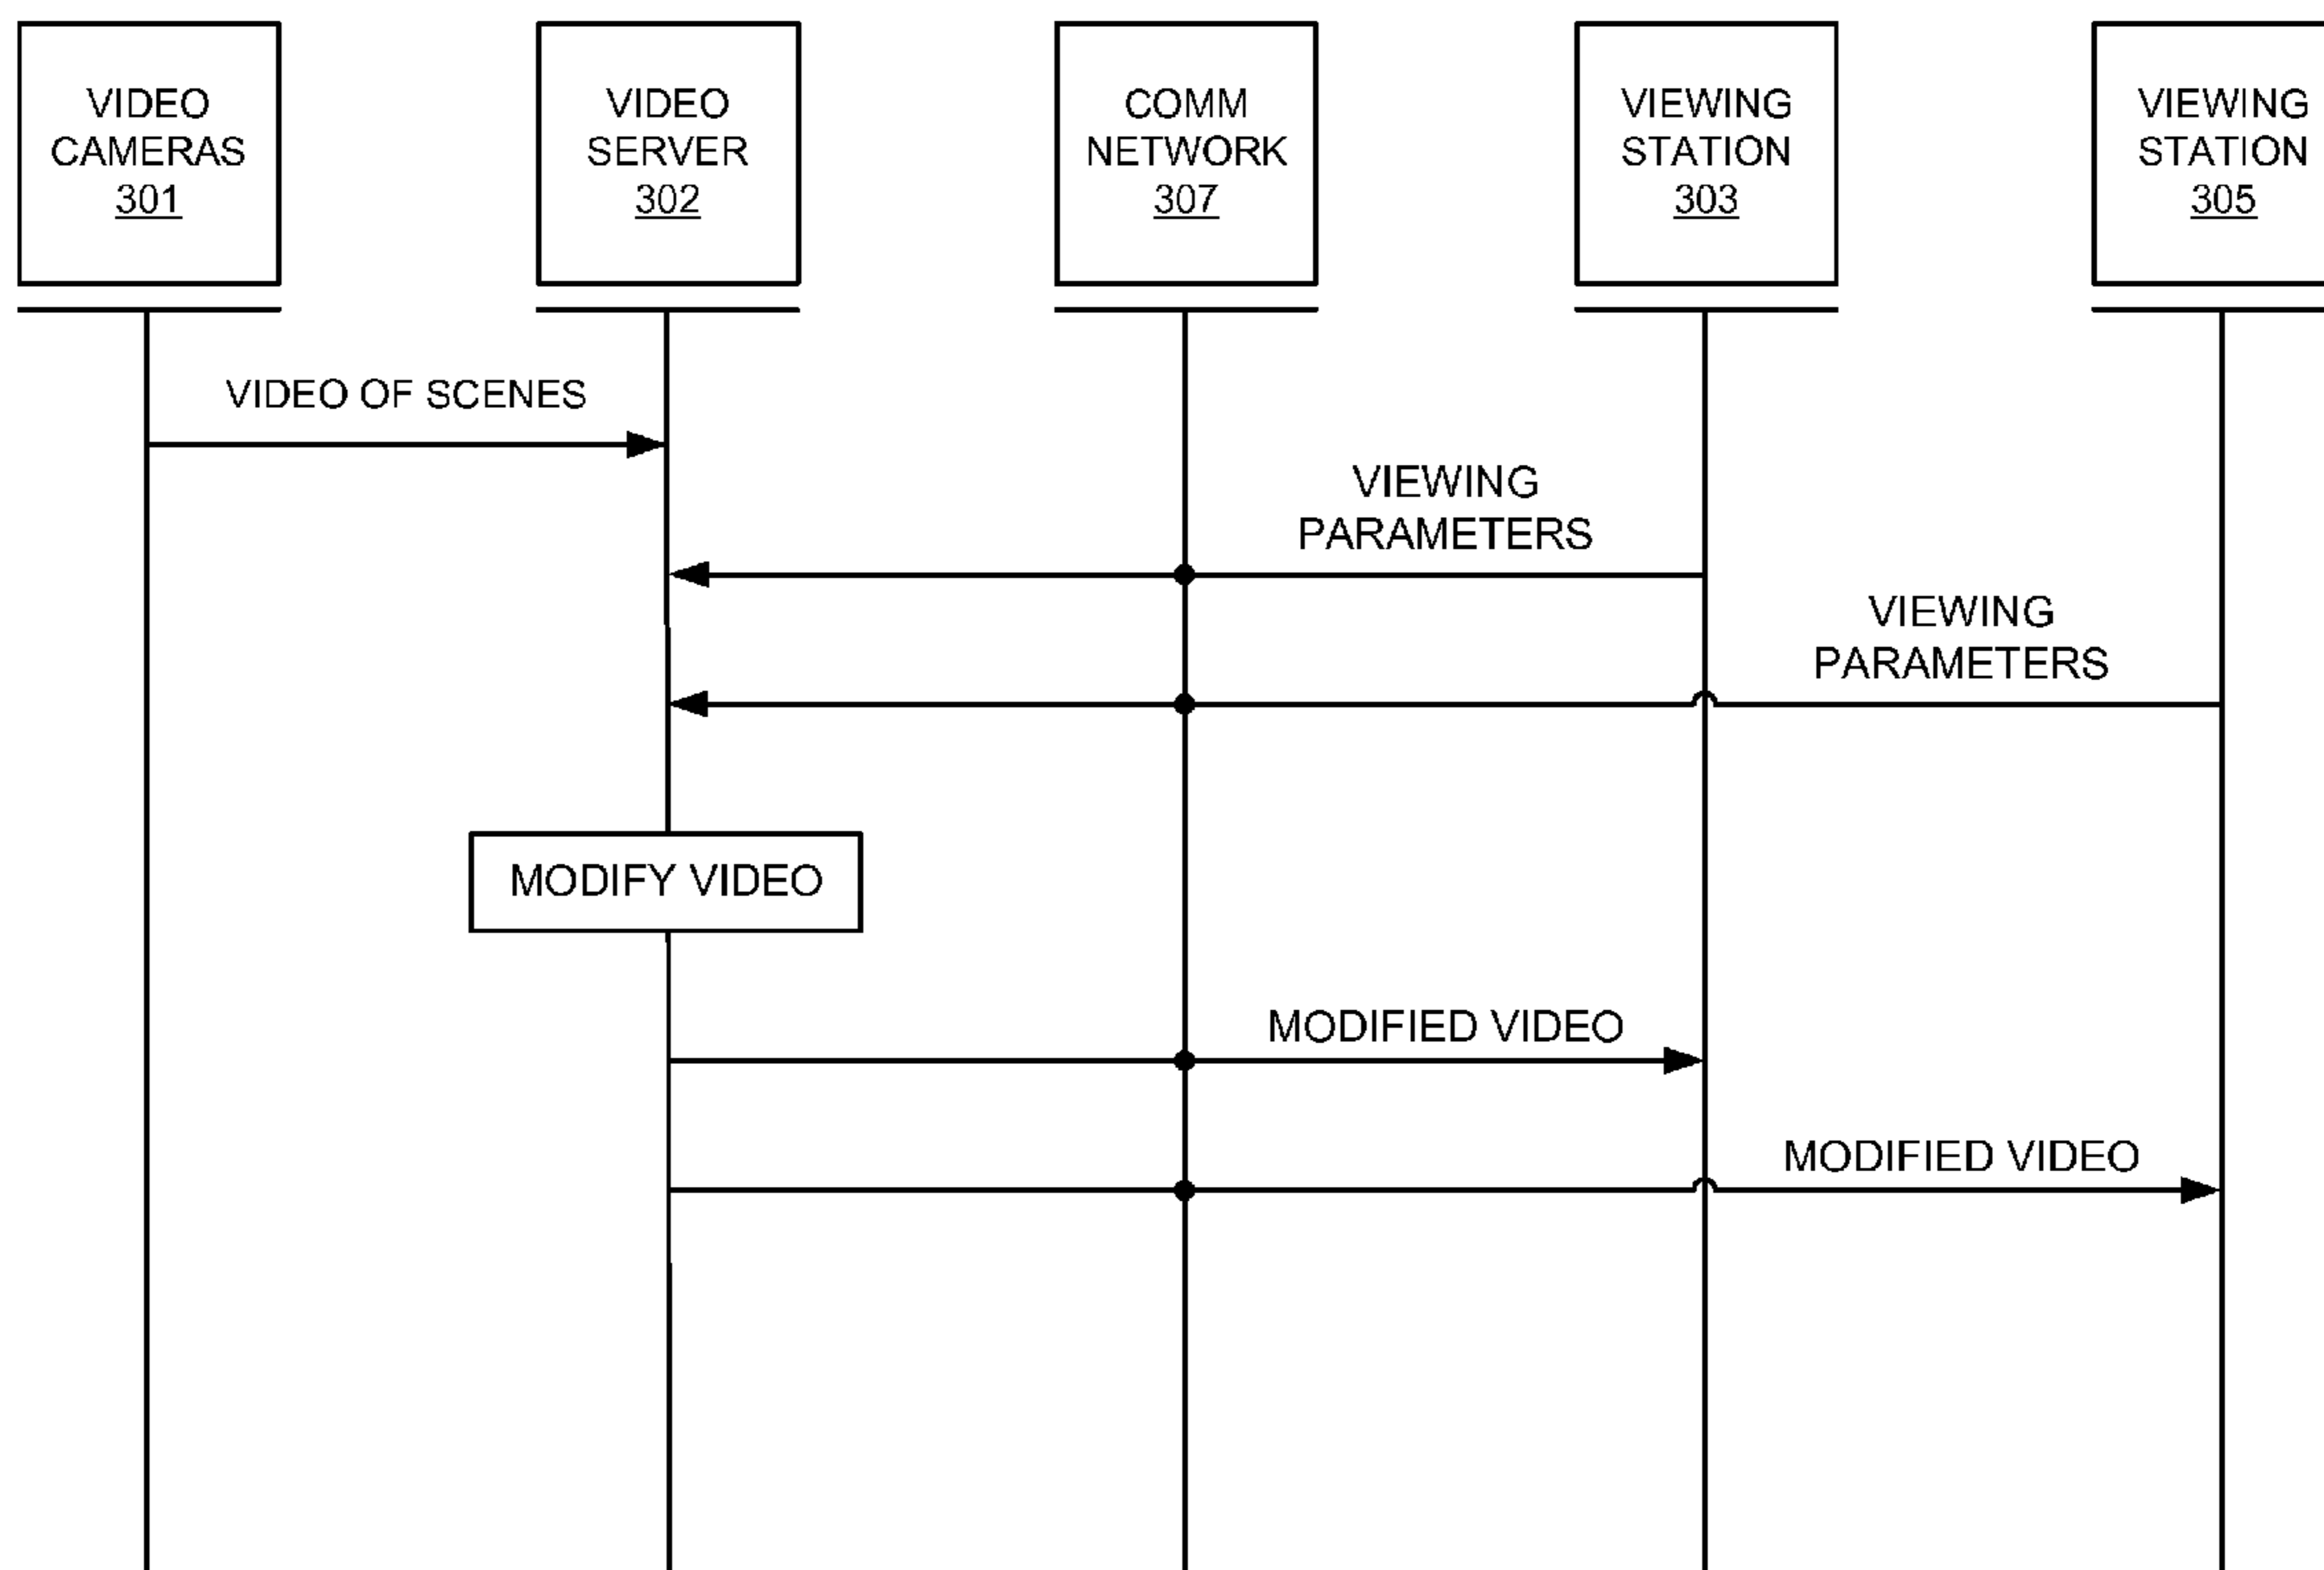 VIDEO
CAMERAS
301
VIDEO
SERVER
302
COMM
NETWORK
307
VIEWING
STATION
303
VIEWING
STATION
305
VIDEO OF SCENES
VIEWING
PARAMETERS
VIEWING
PARAMETERS
MODIFY VIDEO
MODIFIED VIDEO
MODIFIED VIDEO